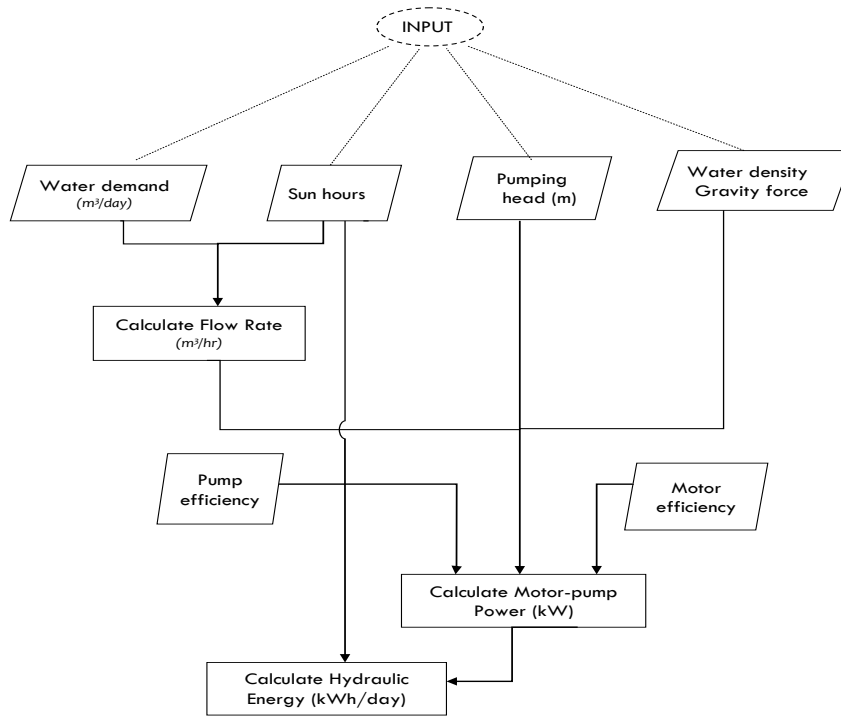 INPUT
Water demand
(m³/day)
Sun hours
Pumping
head (m)
Water density
Gravity force
Calculate Flow Rate
(m³/hr)
Pump
efficiency
Motor
efficiency
Calculate Motor-pump
Power (kW)
Calculate Hydraulic
Energy (kWh/day)